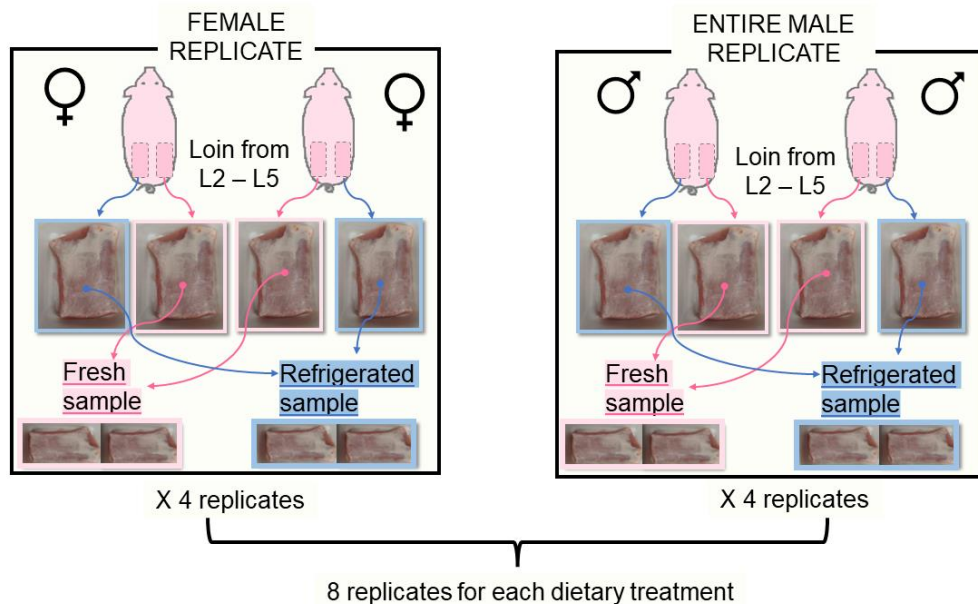 FEMALE
REPLICATE
Loin from
L2 – L5
Fresh
sample
Refrigerated
sample
X 4 replicates
ENTIRE MALE
REPLICATE
Loin from
L2 – L5
Fresh
sample
Refrigerated
sample
X 4 replicates
8 replicates for each dietary treatment